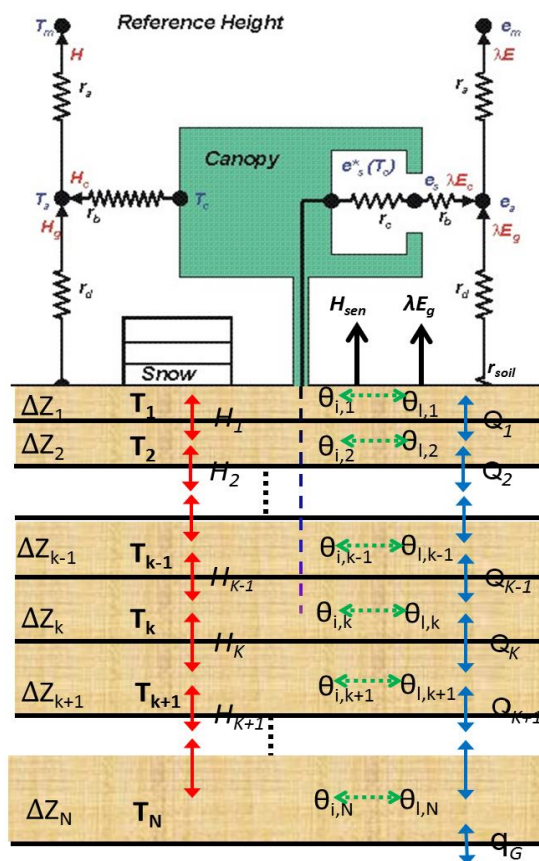 Reference Height
Tm em
H λE
ra ra
Canopy
e*s (Tc) es λEc
Ta Hc rb Tc rc rb ea
Hg λEg
rd Hsen λEg rd
Snow rsoil
ΔZ1 T1 H1 θi,1 θl,1 Q1
ΔZ2 T2 H2 θi,2 θl,2 Q2
ΔZk-1 Tk-1 HK-1 θi,k-1 θl,k-1 QK-1
ΔZk Tk HK θi,k θl,k QK
ΔZk+1 Tk+1 HK+1 θi,k+1 θl,k+1 QK+1
ΔZN TN θi,N θl,N
qG